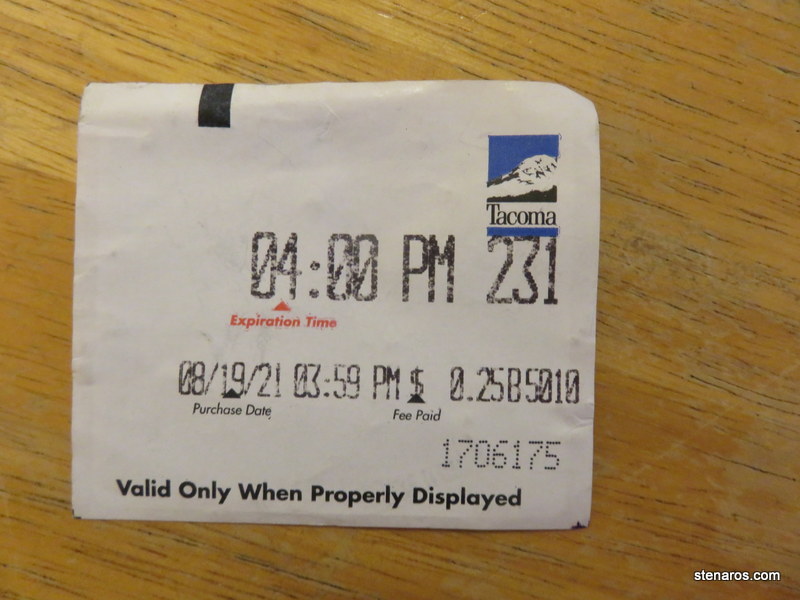 Tacoma
04:00 PM 231
Expiration Time
08/19/21 03:59 PM $ 0.25B5010
Purchase Date Fee Paid
1706175
Valid Only When Properly Displayed
stenaros.com